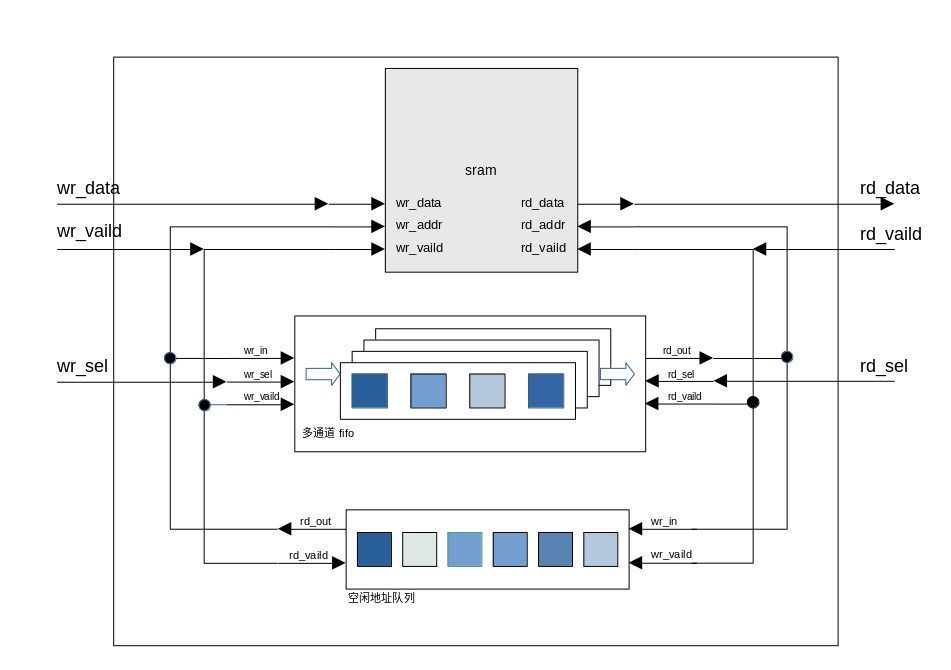 sram
wr_data
wr_data
rd_data
rd_data
wr_addr
rd_addr
wr_vaild
wr_vaild
rd_vaild
rd_vaild
wr_in
rd_out
wr_sel
wr_sel
rd_sel
rd_sel
wr_vaild
rd_vaild
多通道 fifo
rd_out
wr_in
rd_vaild
wr_vaild
空闲地址队列